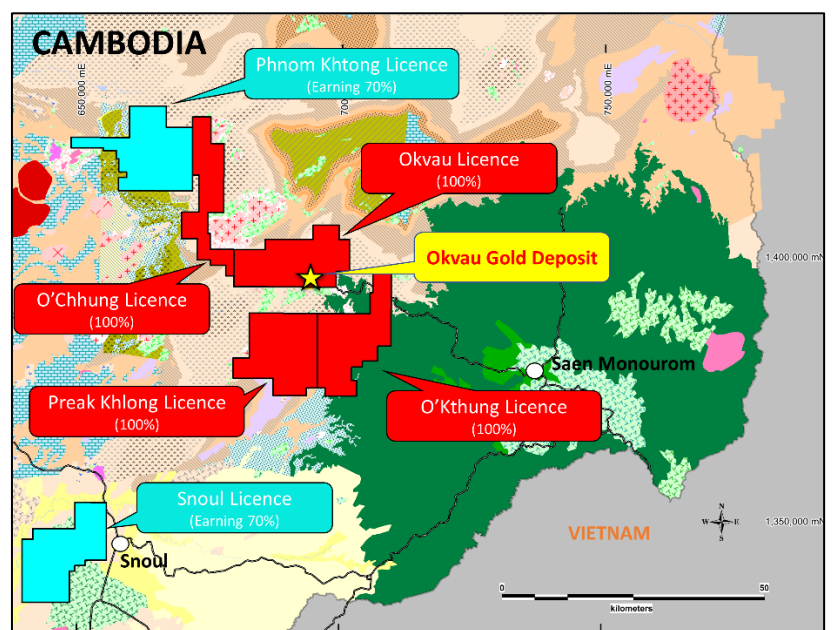 CAMBODIA
650,000 mE
700
750,000 mE
Phnom Khtong Licence
(Earning 70%)
Okvau Licence
(100%)
Okvau Gold Deposit
1,400,000 mN
O'Chhung Licence
(100%)
Saen Monourom
Preak Khlong Licence
(100%)
O'Kthung Licence
(100%)
Snoul Licence
(Earning 70%)
Snoul
VIETNAM
N
W E
S
1,350,000 mN
0 50
kilometers